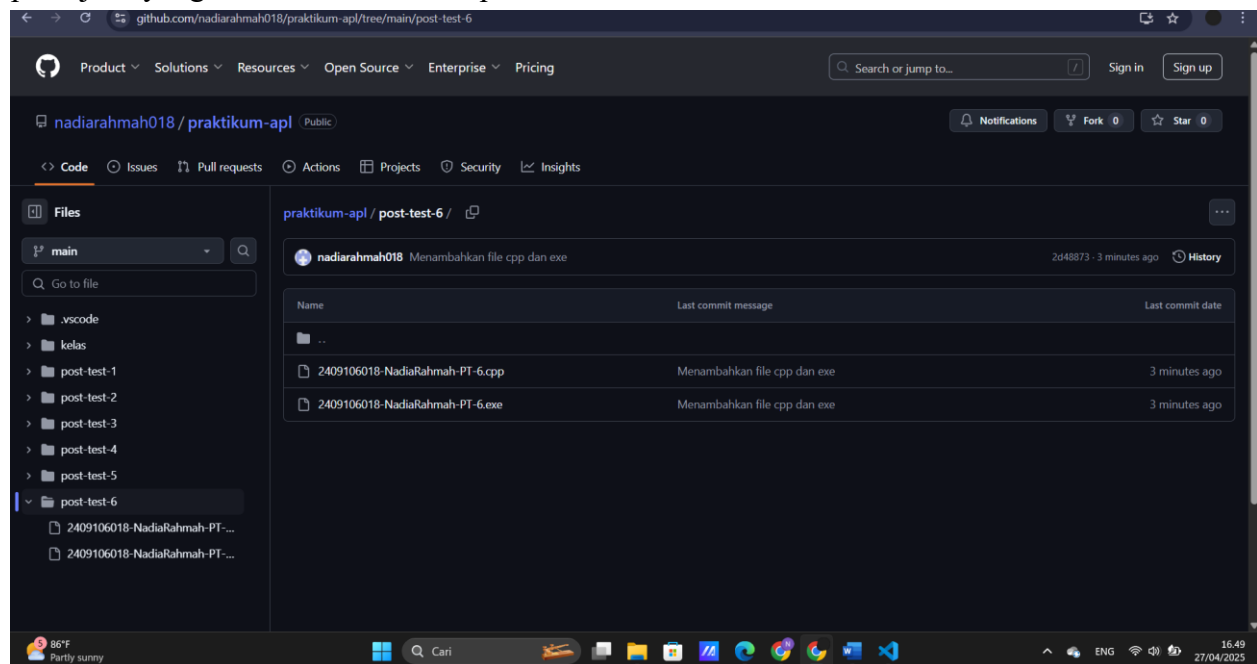 github.com/nadiarahmah018/praktikum-apl/tree/main/post-test-6
Product Solutions Resources Open Source Enterprise Pricing Search or jump to... / Sign in Sign up
nadiarahmah018 / praktikum-apl Public Notifications Fork 0 Star 0
Code Issues Pull requests Actions Projects Security Insights
Files praktikum-apl / post-test-6 /
main
nadiarahmah018 Menambahkan file cpp dan exe 2d48873 · 3 minutes ago History
Go to file
Name Last commit message Last commit date
.vscode
..
kelas
post-test-1
2409106018-NadiaRahmah-PT-6.cpp Menambahkan file cpp dan exe 3 minutes ago
post-test-2
2409106018-NadiaRahmah-PT-6.exe Menambahkan file cpp dan exe 3 minutes ago
post-test-3
post-test-4
post-test-5
post-test-6
2409106018-NadiaRahmah-PT-...
2409106018-NadiaRahmah-PT-...
5 86°F
Partly sunny
Cari
ENG
16.49
27/04/2025